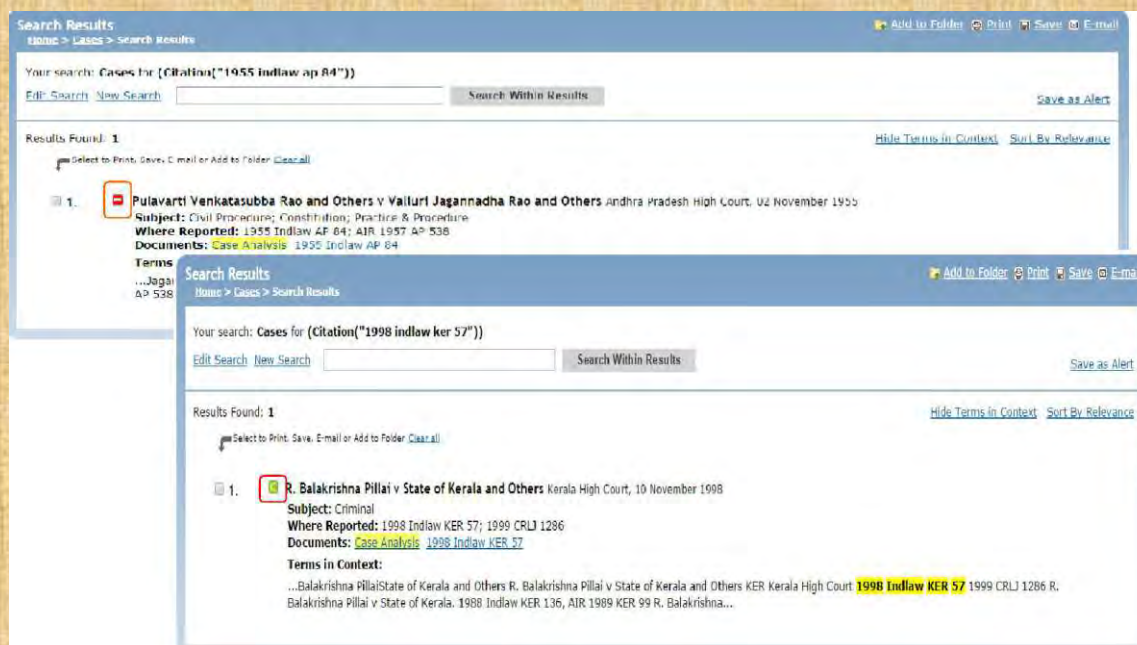 Search Results
Home > Cases > Search Results
Add to Folder Print Save E-mail
Your search: Cases for (Citation("1955 indlaw ap 84"))
Edit Search New Search Search Within Results Save as Alert
Results Found: 1 Hide Terms in Context Sort By Relevance
Select to Print, Save, E-mail or Add to Folder Clear all
1. Pulavarti Venkatasubba Rao and Others v Valluri Jagannadha Rao and Others Andhra Pradesh High Court, 02 November 1955
Subject: Civil Procedure; Constitution; Practice & Procedure
Where Reported: 1955 Indlaw AP 84; AIR 1957 AP 538
Documents: Case Analysis 1955 Indlaw AP 84
Terms
...Jagan
AP 538
Search Results
Home > Cases > Search Results
Add to Folder Print Save E-mai
Your search: Cases for (Citation("1998 indlaw ker 57"))
Edit Search New Search Search Within Results Save as Alert
Results Found: 1 Hide Terms in Context Sort By Relevance
Select to Print, Save, E-mail or Add to Folder Clear all
1. R. Balakrishna Pillai v State of Kerala and Others Kerala High Court, 10 November 1998
Subject: Criminal
Where Reported: 1998 Indlaw KER 57; 1999 CRLJ 1286
Documents: Case Analysis 1998 Indlaw KER 57
Terms in Context:
...Balakrishna PillaiState of Kerala and Others R. Balakrishna Pillai v State of Kerala and Others KER Kerala High Court 1998 Indlaw KER 57 1999 CRLJ 1286 R.
Balakrishna Pillai v State of Kerala. 1988 Indlaw KER 136, AIR 1989 KER 99 R. Balakrishna...